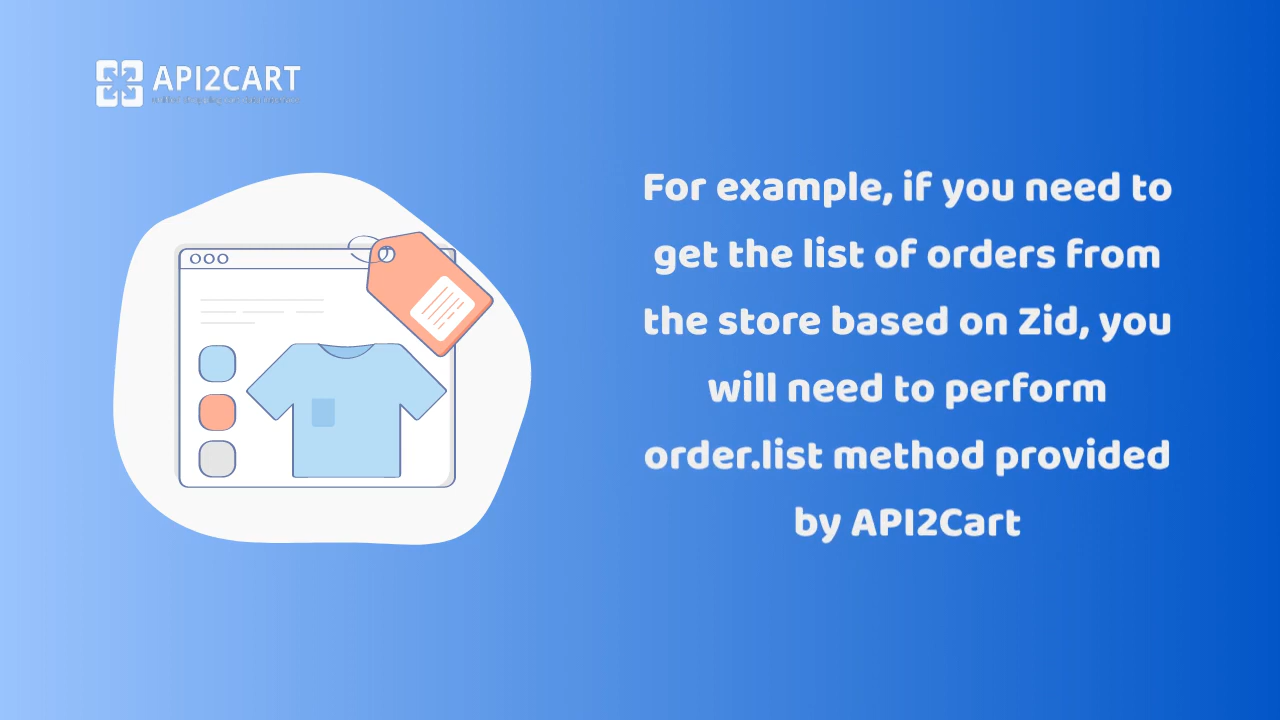 API2CART
For example, if you need to
get the list of orders from
the store based on Zid, you
will need to perform
order.list method provided
by API2Cart